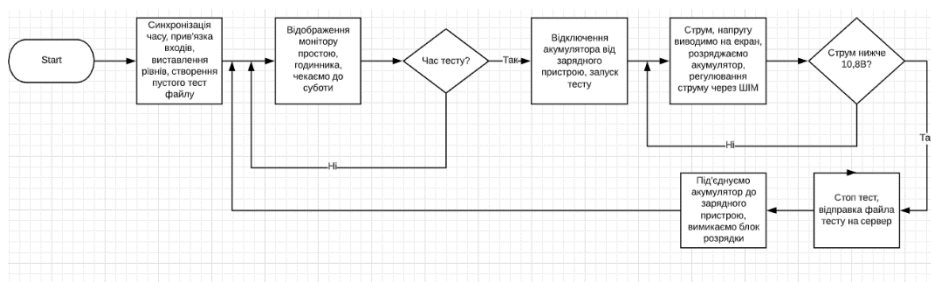 Start
Синхронізація
часу, прив'язка
входів,
виставлення
рівнів, створення
пустого тест
файлу
Відображення
монітору
простою,
годинника,
чекаємо до
суботи
Час тесту?
Так
Ні
Відключення
акумулятора від
зарядного
пристрою, запуск
тесту
Струм, напругу
виводимо на екран,
розряджаємо
акумулятор,
регулювання
струму через ШІМ
Струм нижче
10,8В?
Ні
Та
Стоп тест,
відправка файла
тесту на сервер
Під'єднуємо
акумулятор до
зарядного
пристрою,
вимикаємо блок
розрядки